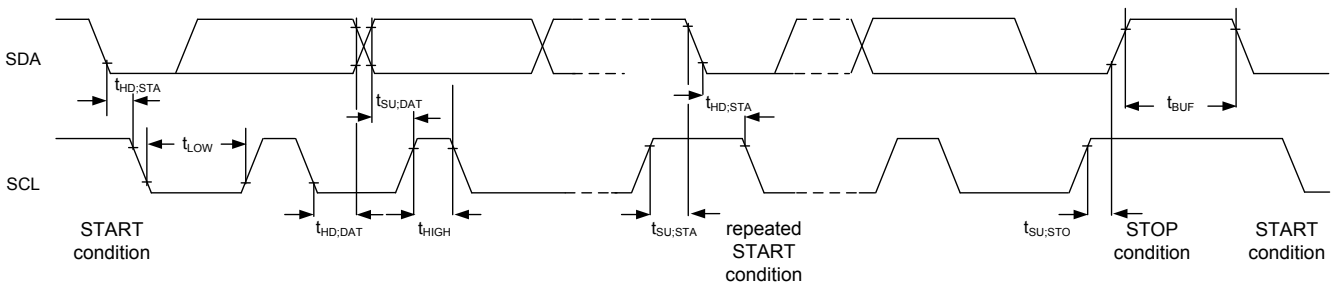 SDA
tHD;STA
tSU;DAT
tHD;STA
tBUF
tLOW
SCL
tHD;DAT
tHIGH
tSU;STA
tSU;STO
START
condition
repeated
START
condition
STOP
condition
START
condition